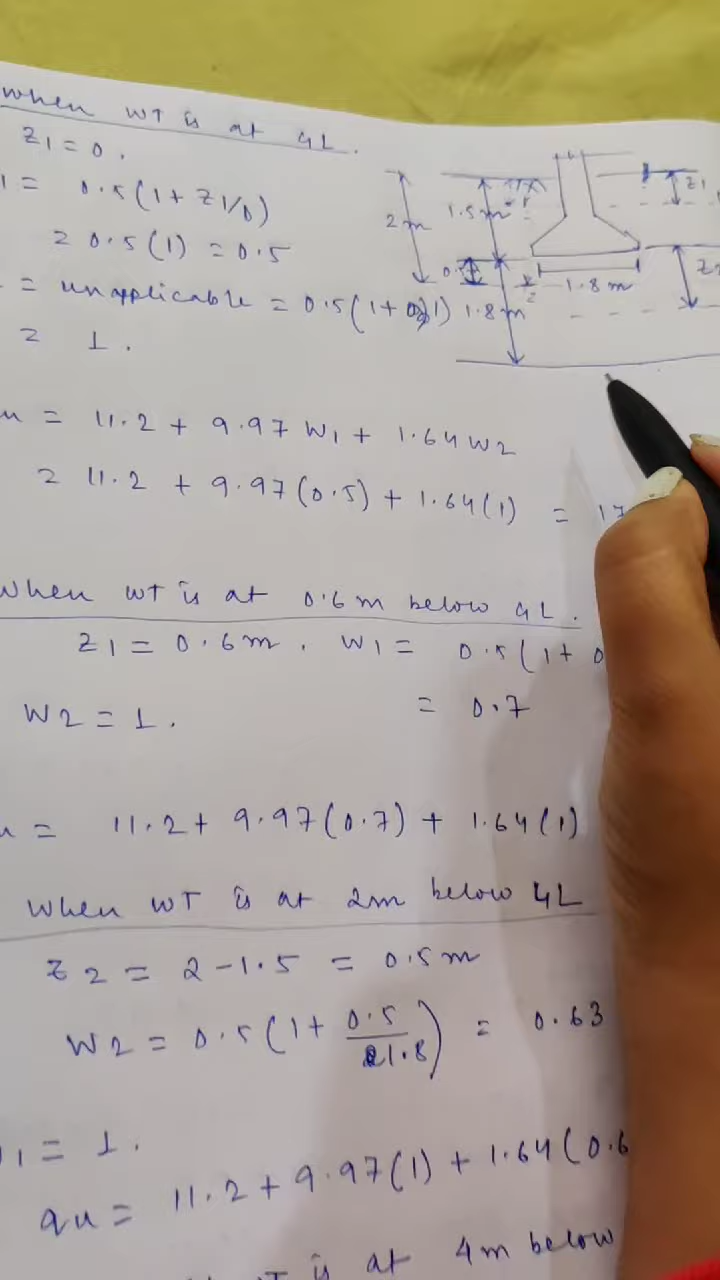 when WT is at GL.
Z1 = 0.
1 = 0.5(1 + Z1/D)
= 0.5(1) = 0.5
= unapplicable = 0.5(1+ 1)
= 1.
2 m
1.5 m
Z1
1.8 m
1.8 m
u = 11.2 + 9.97 W1 + 1.64 W2
= 11.2 + 9.97(0.5) + 1.64(1) = 17
When WT is at 0.6m below GL.
Z1 = 0.6m. W1 = 0.5(1+ 0
= 0.7
W2 = 1.
u = 11.2 + 9.97(0.7) + 1.64(1)
When WT is at 2m below GL
Z2 = 2-1.5 = 0.5m
W2 = 0.5(1+ 0.5/1.8) = 0.63
1 = 1.
qu = 11.2 + 9.97(1) + 1.64(0.6
T is at 4m below